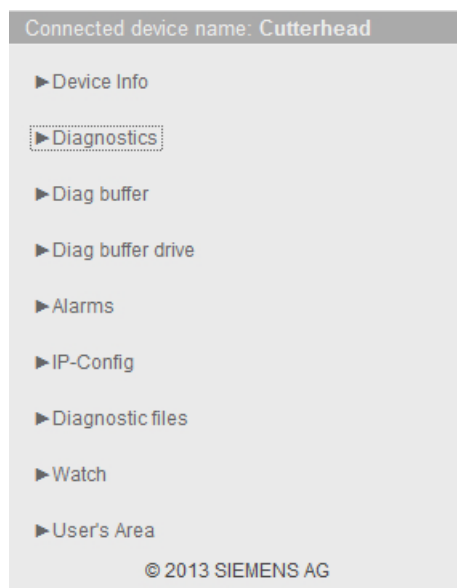 Connected device name: Cutterhead
►Device Info
►Diagnostics
►Diag buffer
►Diag buffer drive
►Alarms
►IP-Config
►Diagnostic files
►Watch
►User's Area
© 2013 SIEMENS AG